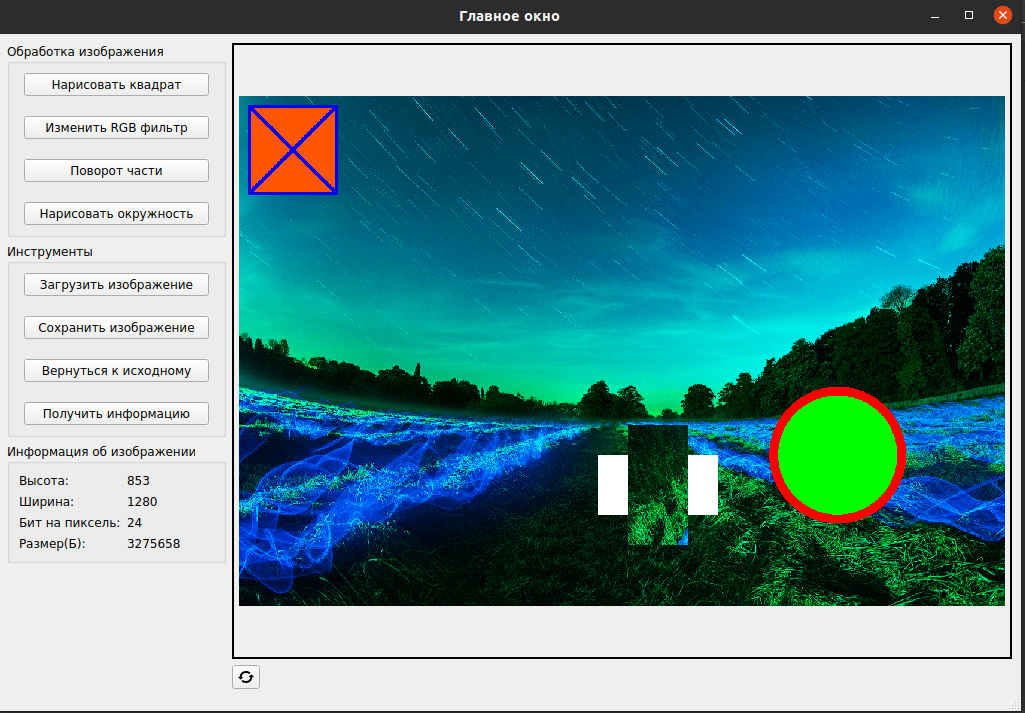 Главное окно
Обработка изображения
Нарисовать квадрат
Изменить RGB фильтр
Поворот части
Нарисовать окружность
Инструменты
Загрузить изображение
Сохранить изображение
Вернуться к исходному
Получить информацию
Информация об изображении
Высота: 853
Ширина: 1280
Бит на пиксель: 24
Размер(Б): 3275658